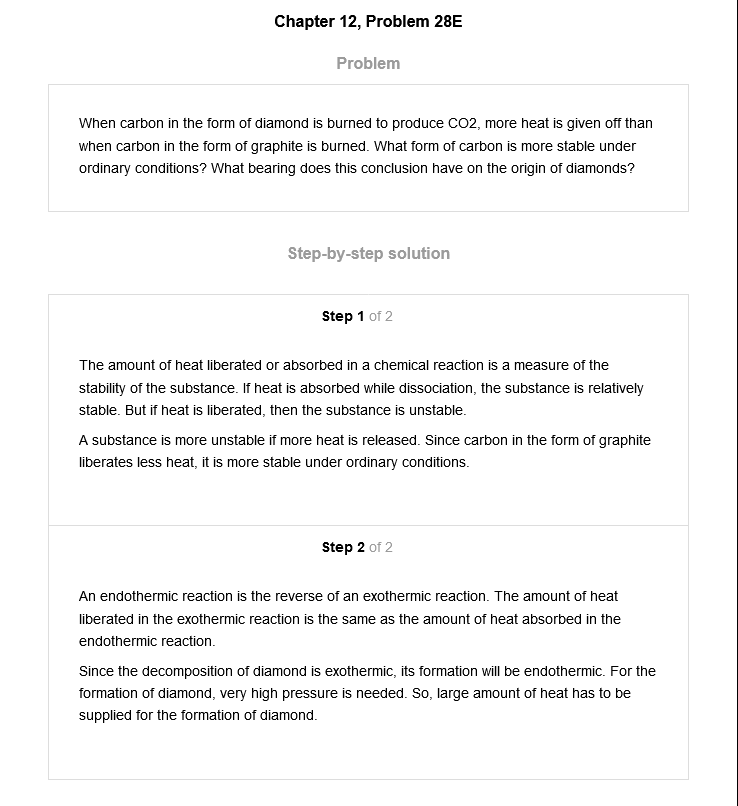 Chapter 12, Problem 28E
Problem
When carbon in the form of diamond is burned to produce CO2, more heat is given off than
when carbon in the form of graphite is burned. What form of carbon is more stable under
ordinary conditions? What bearing does this conclusion have on the origin of diamonds?
Step-by-step solution
Step 1 of 2
The amount of heat liberated or absorbed in a chemical reaction is a measure of the
stability of the substance. If heat is absorbed while dissociation, the substance is relatively
stable. But if heat is liberated, then the substance is unstable.
A substance is more unstable if more heat is released. Since carbon in the form of graphite
liberates less heat, it is more stable under ordinary conditions.
Step 2 of 2
An endothermic reaction is the reverse of an exothermic reaction. The amount of heat
liberated in the exothermic reaction is the same as the amount of heat absorbed in the
endothermic reaction.
Since the decomposition of diamond is exothermic, its formation will be endothermic. For the
formation of diamond, very high pressure is needed. So, large amount of heat has to be
supplied for the formation of diamond.